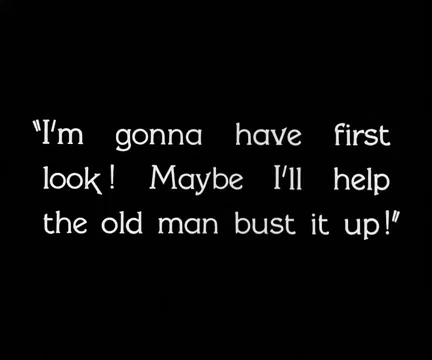 "I'm gonna have first
look! Maybe I'll help
the old man bust it up!"